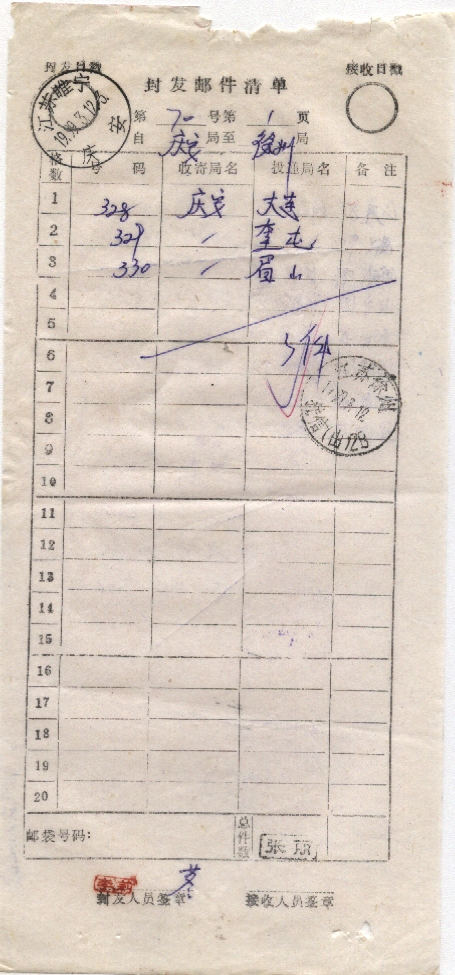 封发日戳 接收日戳
江苏睢宁
封发邮件清单
第 70 号第 1 页
自 庆安 局至 徐州 局
格数 号码 收寄局名 投递局名 备注
1 328 庆安 大连
2 329 〃 奎屯
3 330 〃 眉山
4
5
3件
6
7
8
9
10
11
12
13
14
15
16
17
18
19
20
邮袋号码: 总件数
封发人员签章 接收人员签章